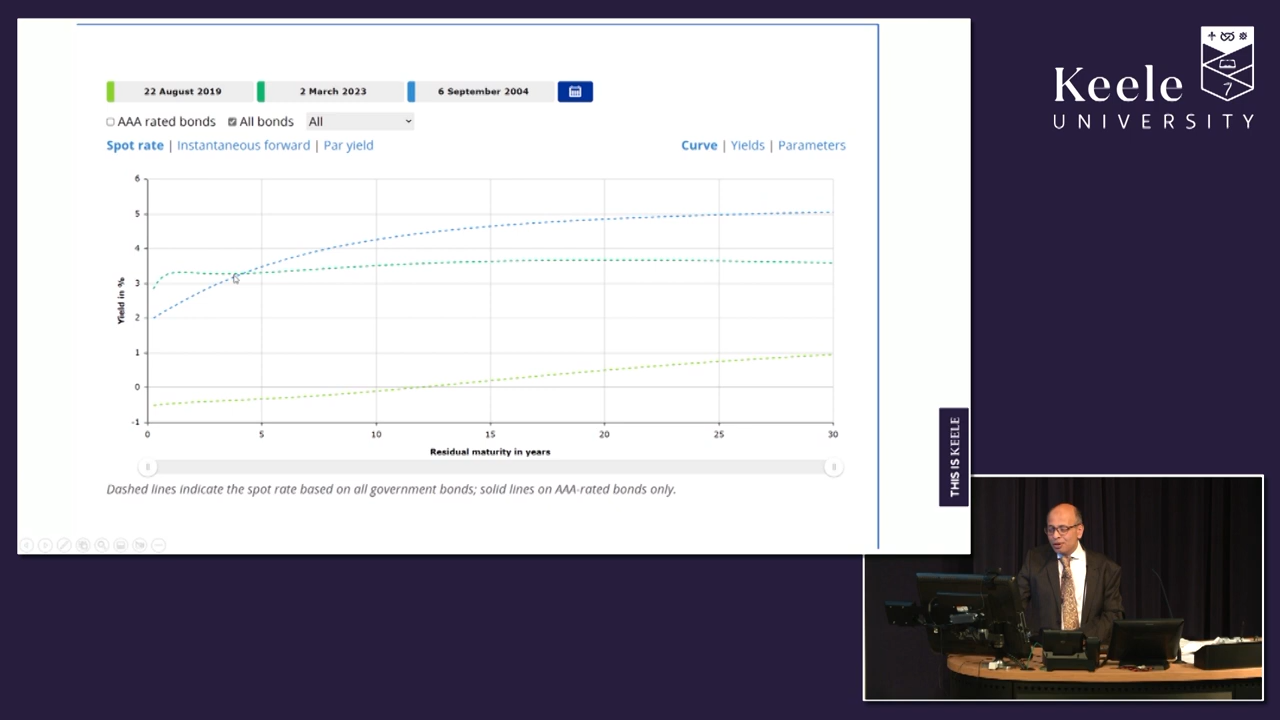 22 August 2019
2 March 2023
6 September 2004
AAA rated bonds
All bonds
All
Spot rate | Instantaneous forward | Par yield
Curve | Yields | Parameters
6
5
4
3
2
1
0
-1
Yield in %
0
5
10
15
20
25
30
Residual maturity in years
Dashed lines indicate the spot rate based on all government bonds; solid lines on AAA-rated bonds only.
Keele
UNIVERSITY
THIS IS KEELE